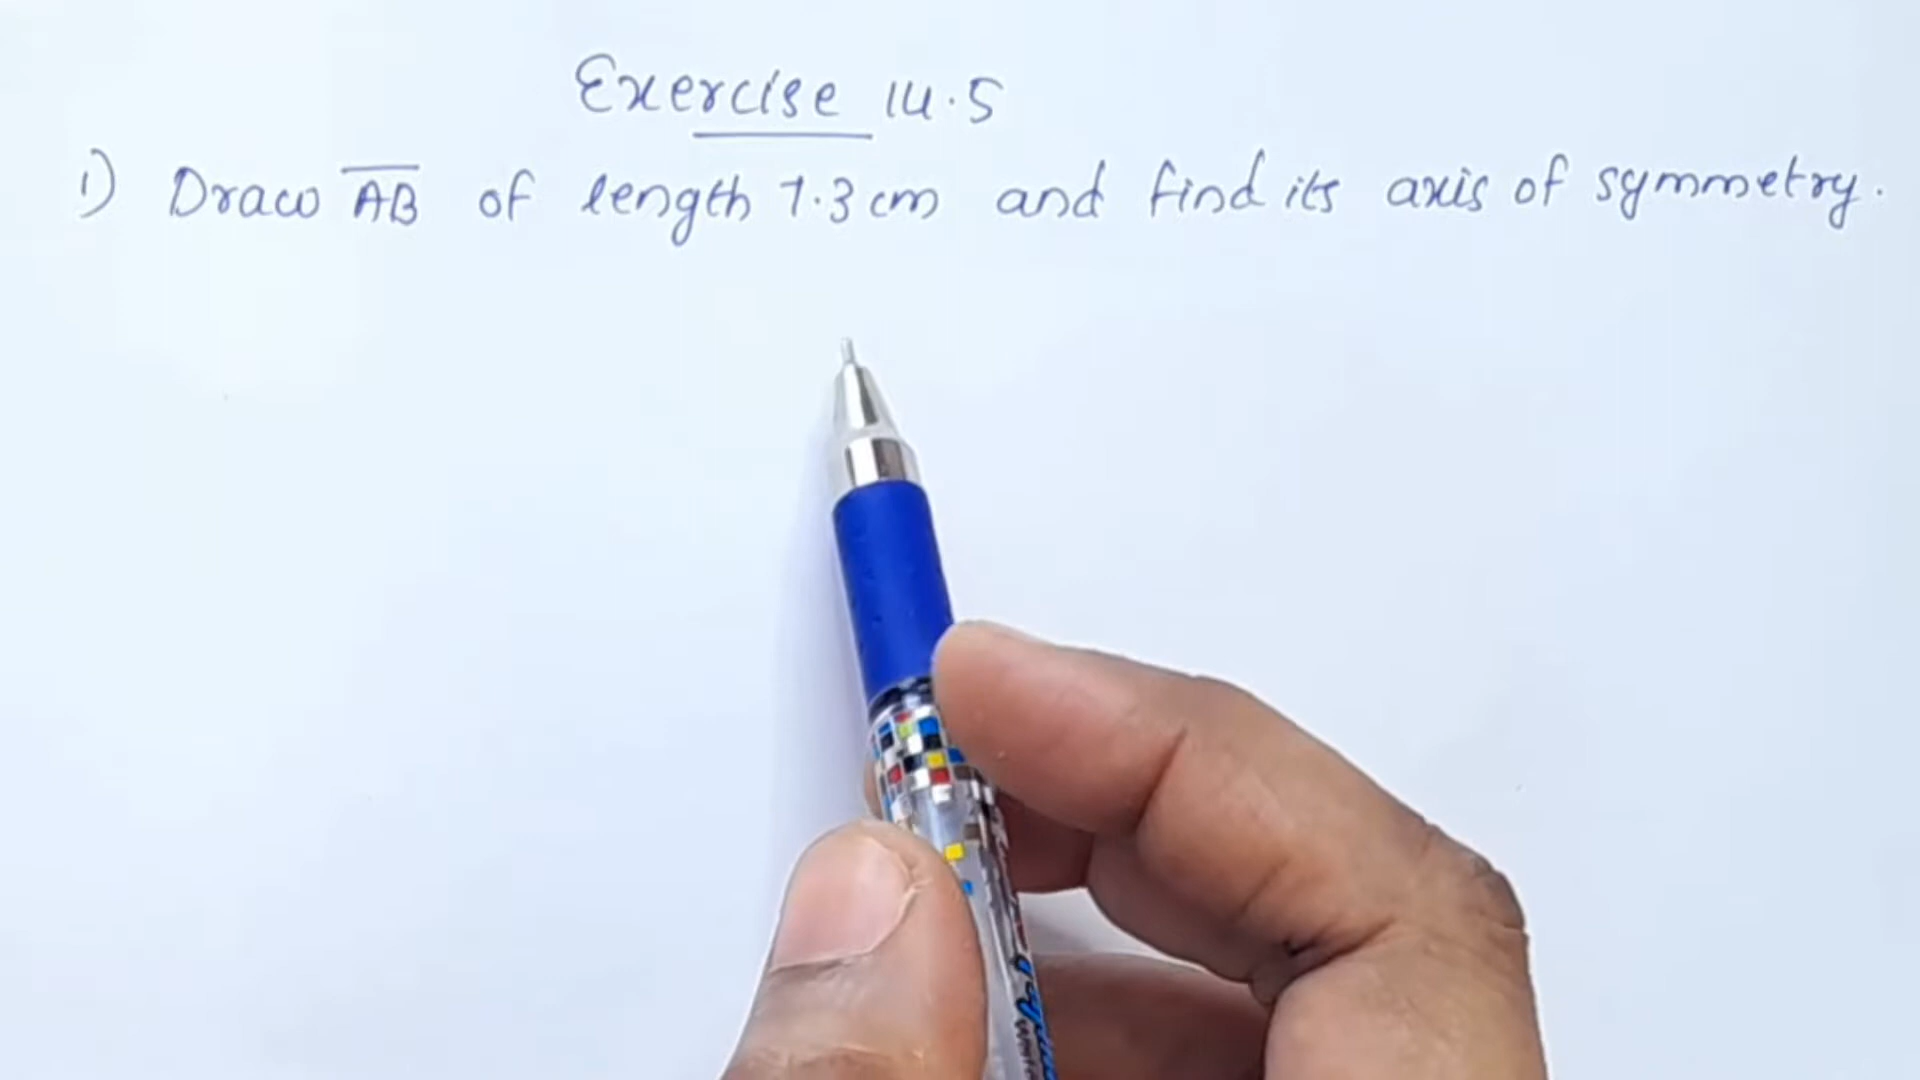 Exercise 14.5
1) Draw AB of length 7.3 cm and find its axis of symmetry.